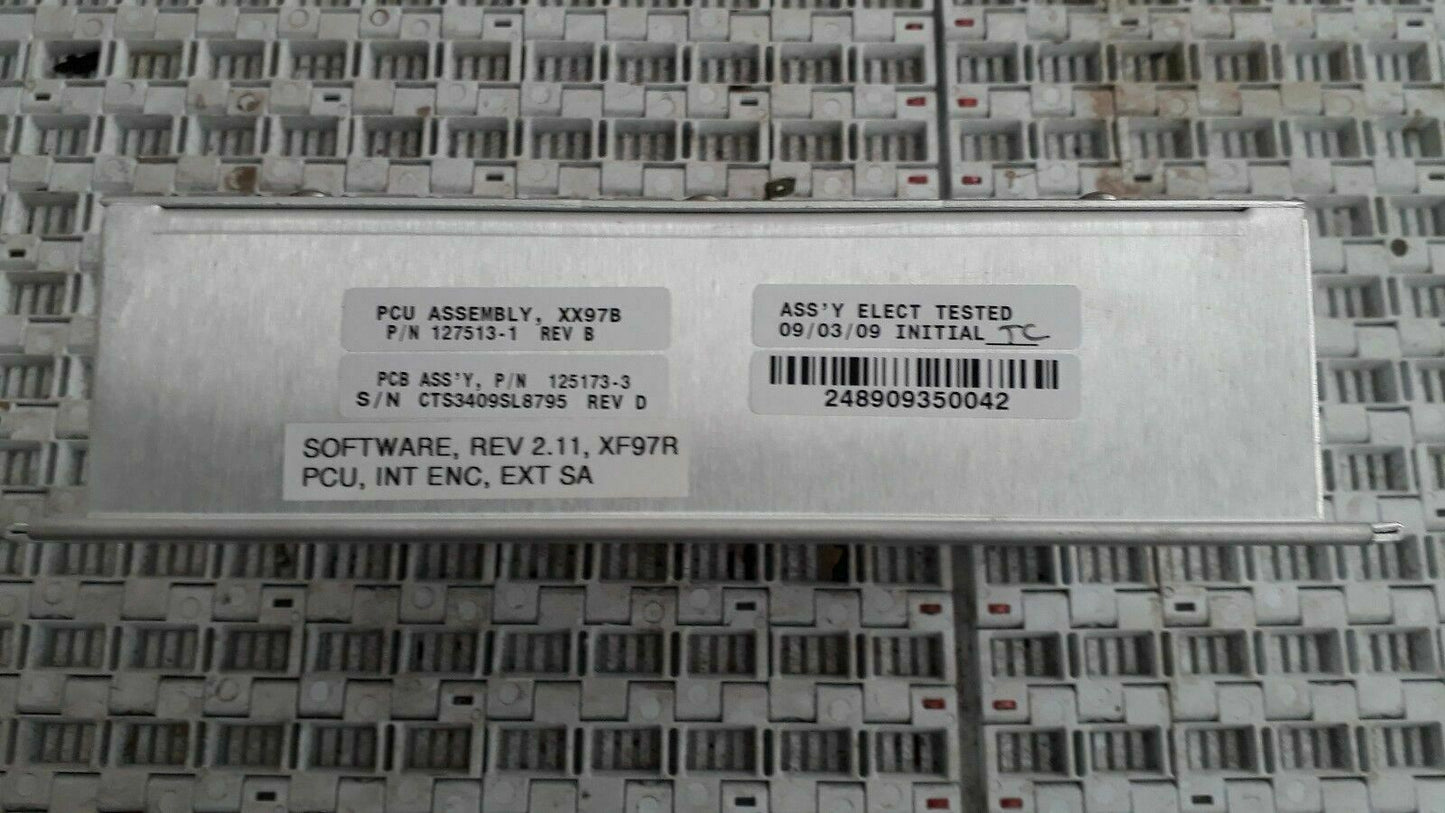 PCU ASSEMBLY, XX97B
P/N 127513-1 REV B
PCB ASS'Y, P/N 125173-3
S/N CTS3409SL8795 REV D
SOFTWARE, REV 2.11, XF97R
PCU, INT ENC, EXT SA
ASS'Y ELECT TESTED
09/03/09 INITIAL TC
248909350042